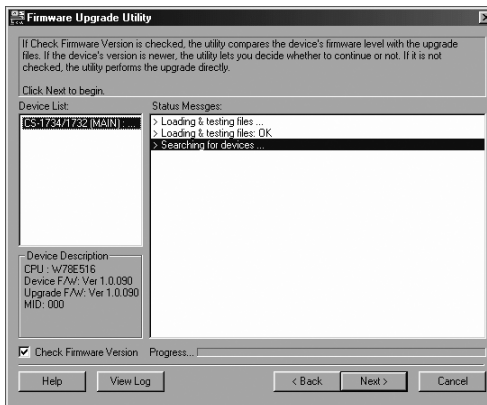 Firmware Upgrade Utility
If Check Firmware Version is checked, the utility compares the device's firmware level with the upgrade
files. If the device's version is newer, the utility lets you decide whether to continue or not. If it is not
checked, the utility performs the upgrade directly.
Click Next to begin.
Device List:
CS-1734/1732 (MAIN) : ...
Status Messges:
> Loading & testing files ...
> Loading & testing files: OK
> Searching for devices ...
Device Description
CPU : W78E516
Device F/W: Ver 1.0.090
Upgrade F/W: Ver 1.0.090
MID: 000
Check Firmware Version
Progress...
Help
View Log
< Back
Next >
Cancel